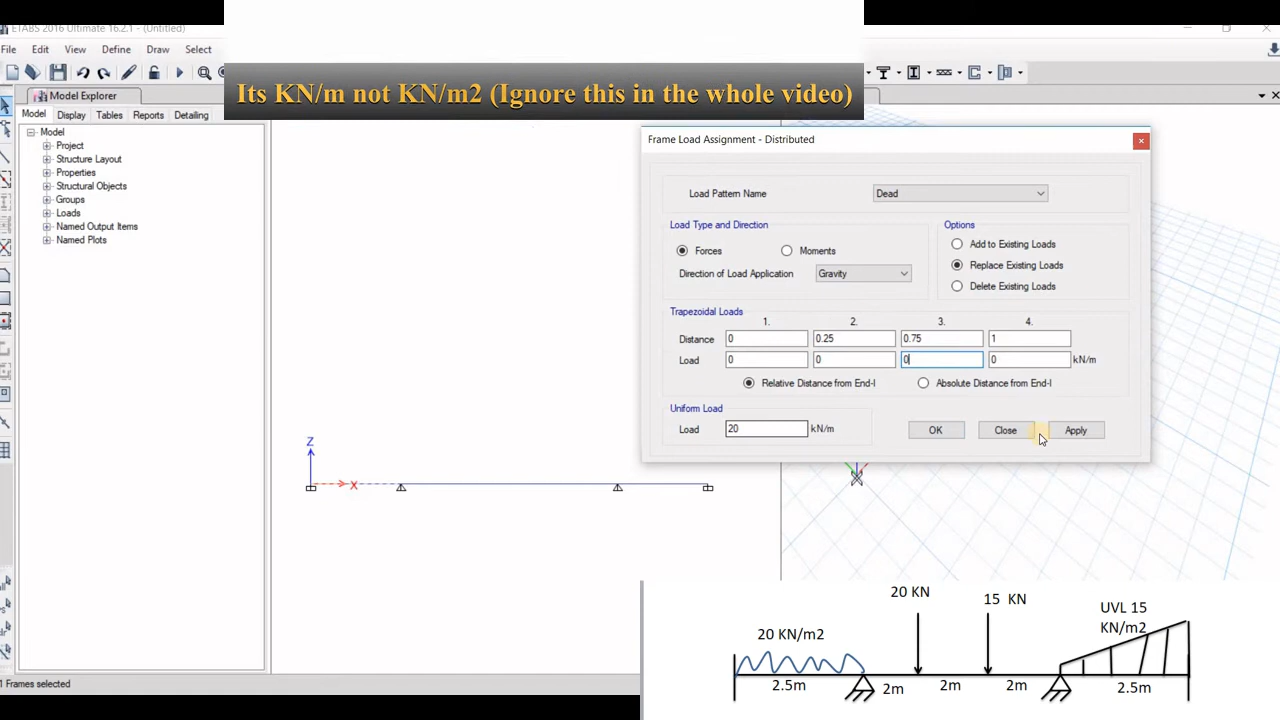 ETABS 2016 Ultimate 16.2.1 - (Untitled)
File Edit View Define Draw Select
Its KN/m not KN/m2 (Ignore this in the whole video)
Model Explorer
Model Display Tables Reports Detailing
Model
Project
Structure Layout
Properties
Structural Objects
Groups
Loads
Named Output Items
Named Plots
Frame Load Assignment - Distributed
Load Pattern Name Dead
Load Type and Direction
Forces Moments
Direction of Load Application Gravity
Options
Add to Existing Loads
Replace Existing Loads
Delete Existing Loads
Trapezoidal Loads
1. 2. 3. 4.
Distance 0 0.25 0.75 1
Load 0 0 0 0 kN/m
Relative Distance from End-I Absolute Distance from End-I
Uniform Load
Load 20 kN/m
OK Close Apply
Z
X
20 KN 15 KN UVL 15
KN/m2
20 KN/m2
2.5m 2m 2m 2m 2.5m
1 Frames selected